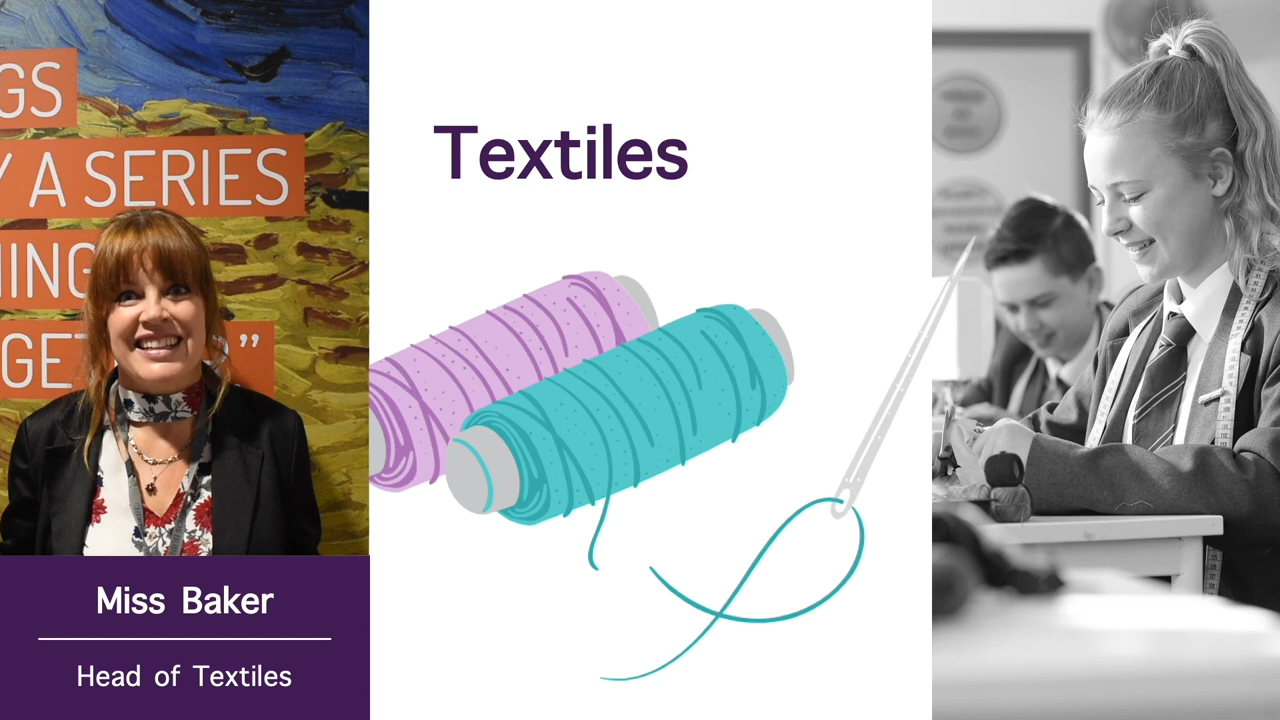 GS
Y A SERIES
HING
GET
”
Textiles
Miss Baker
Head of Textiles